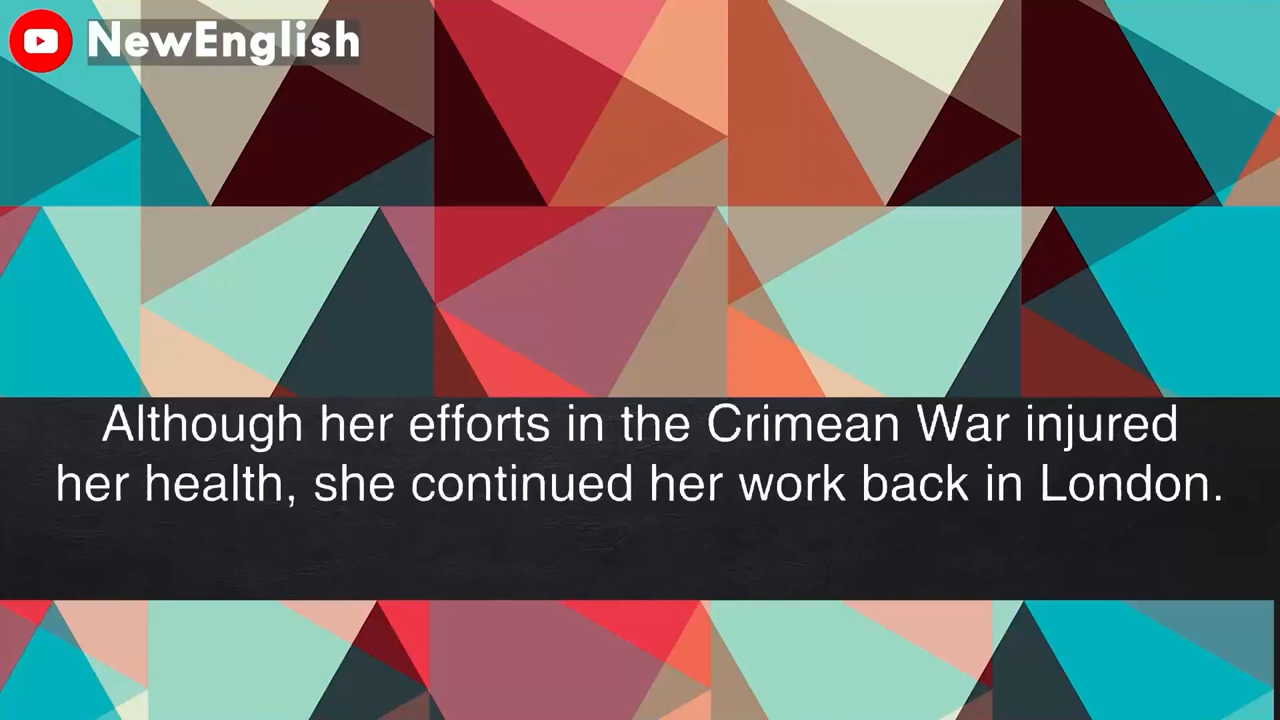 NewEnglish
Although her efforts in the Crimean War injured
her health, she continued her work back in London.